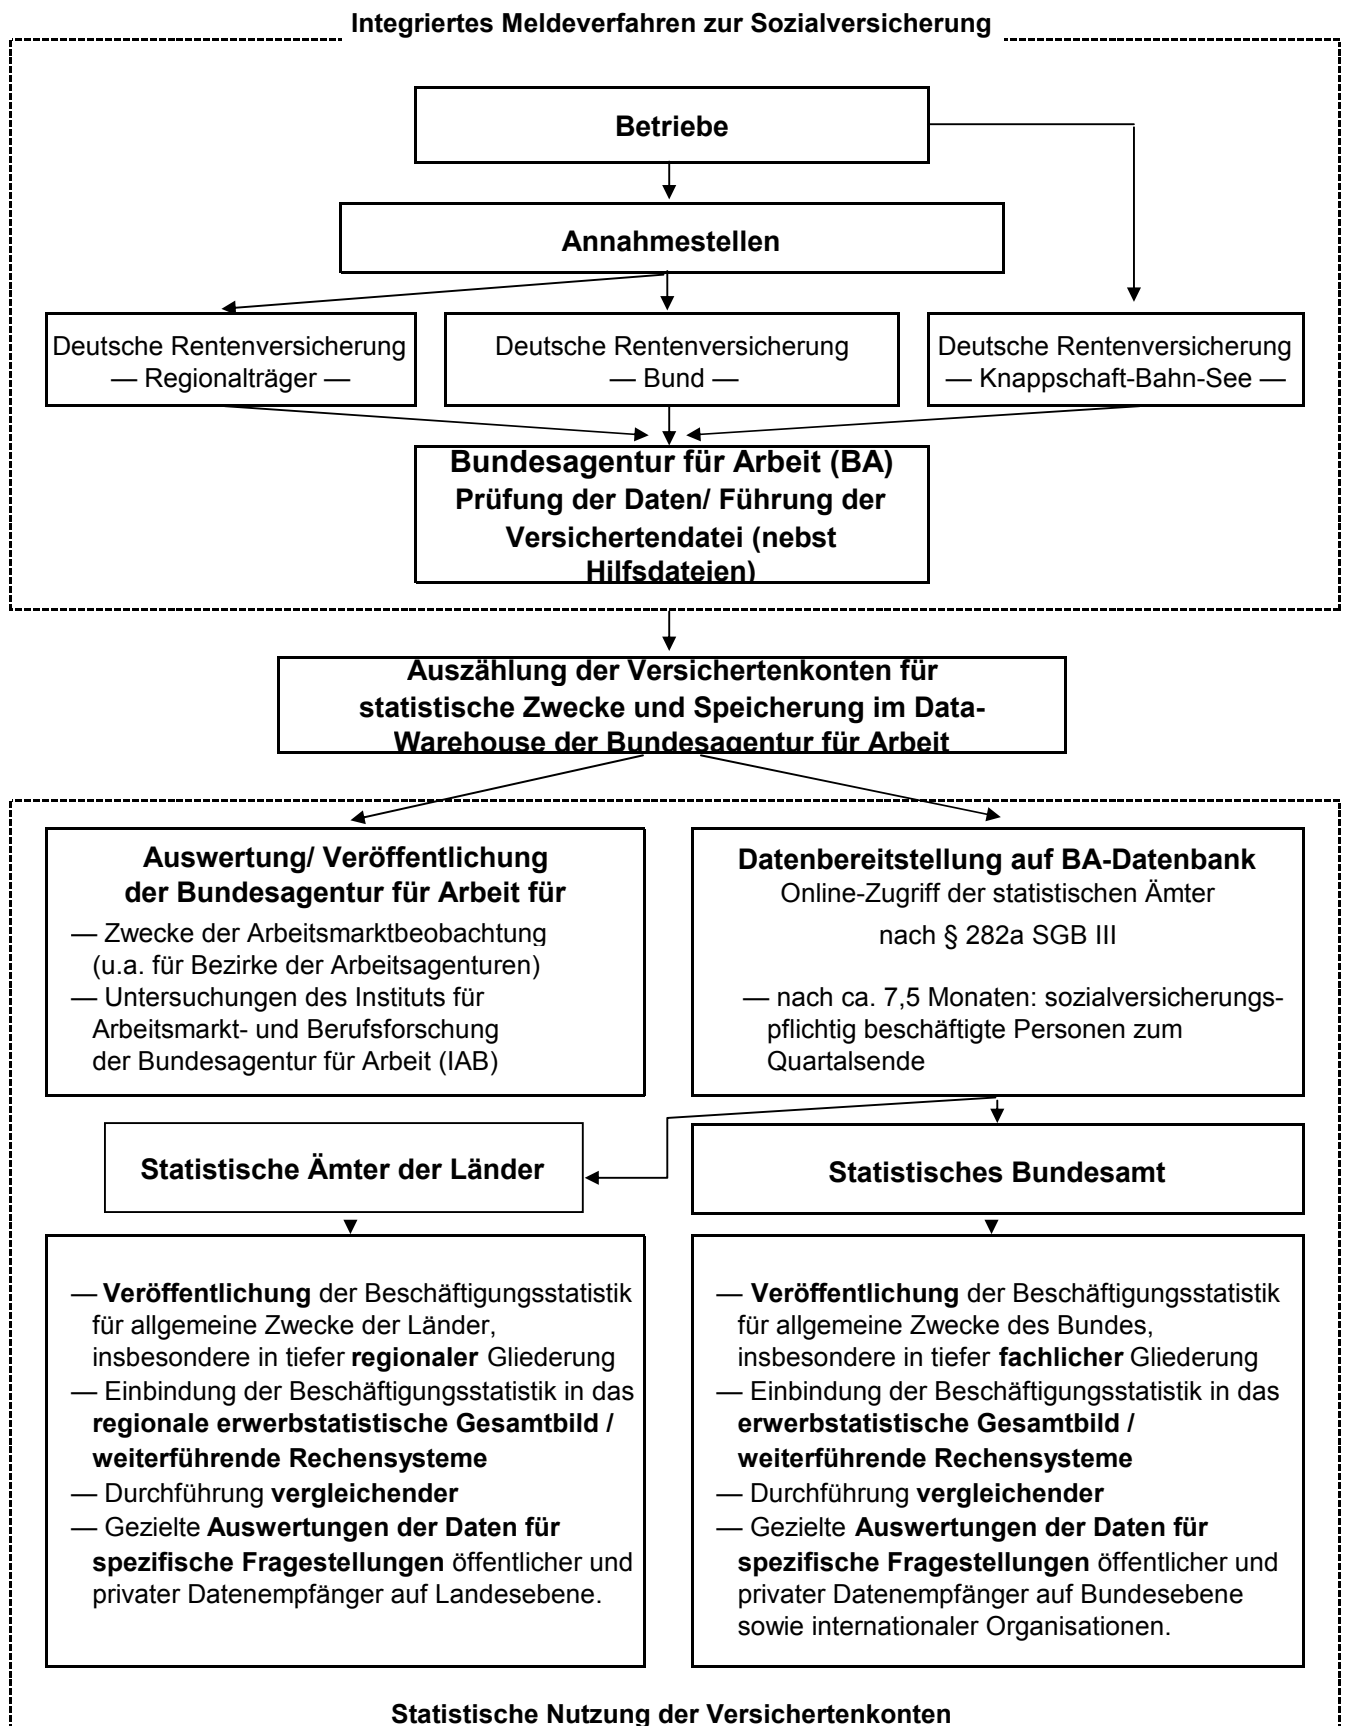 Integriertes Meldeverfahren zur Sozialversicherung
Betriebe
Annahmestellen
Deutsche Rentenversicherung
— Regionalträger —
Deutsche Rentenversicherung
— Bund —
Deutsche Rentenversicherung
— Knappschaft-Bahn-See —
Bundesagentur für Arbeit (BA)
Prüfung der Daten/ Führung der
Versichertendatei (nebst
Hilfsdateien)
Auszählung der Versichertenkonten für
statistische Zwecke und Speicherung im Data-
Warehouse der Bundesagentur für Arbeit
Auswertung/ Veröffentlichung
der Bundesagentur für Arbeit für
— Zwecke der Arbeitsmarktbeobachtung
(u.a. für Bezirke der Arbeitsagenturen)
— Untersuchungen des Instituts für
Arbeitsmarkt- und Berufsforschung
der Bundesagentur für Arbeit (IAB)
Datenbereitstellung auf BA-Datenbank
Online-Zugriff der statistischen Ämter
nach § 282a SGB III
— nach ca. 7,5 Monaten: sozialversicherungs-
pflichtig beschäftigte Personen zum
Quartalsende
Statistische Ämter der Länder
Statistisches Bundesamt
— Veröffentlichung der Beschäftigungsstatistik
für allgemeine Zwecke der Länder,
insbesondere in tiefer regionaler Gliederung
— Einbindung der Beschäftigungsstatistik in das
regionale erwerbstatistische Gesamtbild /
weiterführende Rechensysteme
— Durchführung vergleichender
— Gezielte Auswertungen der Daten für
spezifische Fragestellungen öffentlicher und
privater Datenempfänger auf Landesebene.
— Veröffentlichung der Beschäftigungsstatistik
für allgemeine Zwecke des Bundes,
insbesondere in tiefer fachlicher Gliederung
— Einbindung der Beschäftigungsstatistik in das
erwerbstatistische Gesamtbild /
weiterführende Rechensysteme
— Durchführung vergleichender
— Gezielte Auswertungen der Daten für
spezifische Fragestellungen öffentlicher und
privater Datenempfänger auf Bundesebene
sowie internationaler Organisationen.
Statistische Nutzung der Versichertenkonten